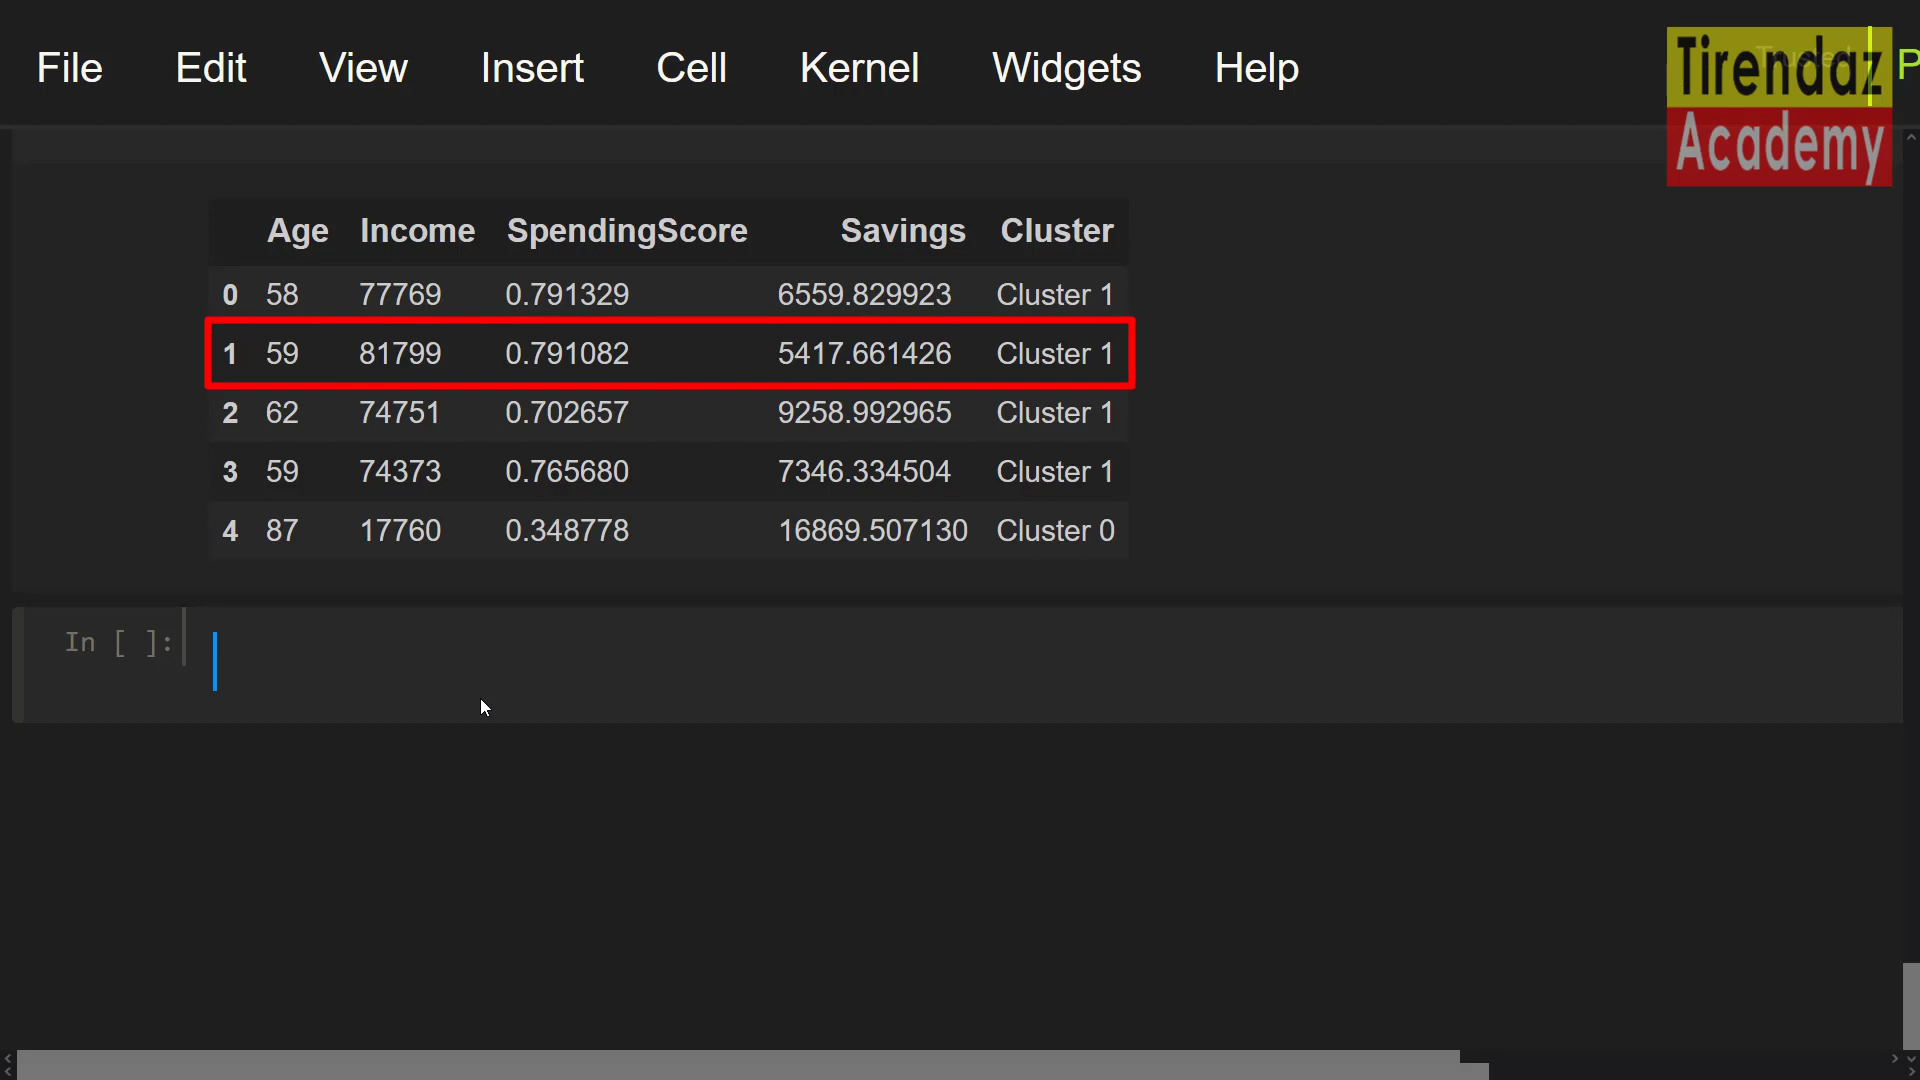 File Edit View Insert Cell Kernel Widgets Help
Trusted
P
Tirendaz
Academy
Age Income SpendingScore Savings Cluster
0 58 77769 0.791329 6559.829923 Cluster 1
1 59 81799 0.791082 5417.661426 Cluster 1
2 62 74751 0.702657 9258.992965 Cluster 1
3 59 74373 0.765680 7346.334504 Cluster 1
4 87 17760 0.348778 16869.507130 Cluster 0
In [ ]: